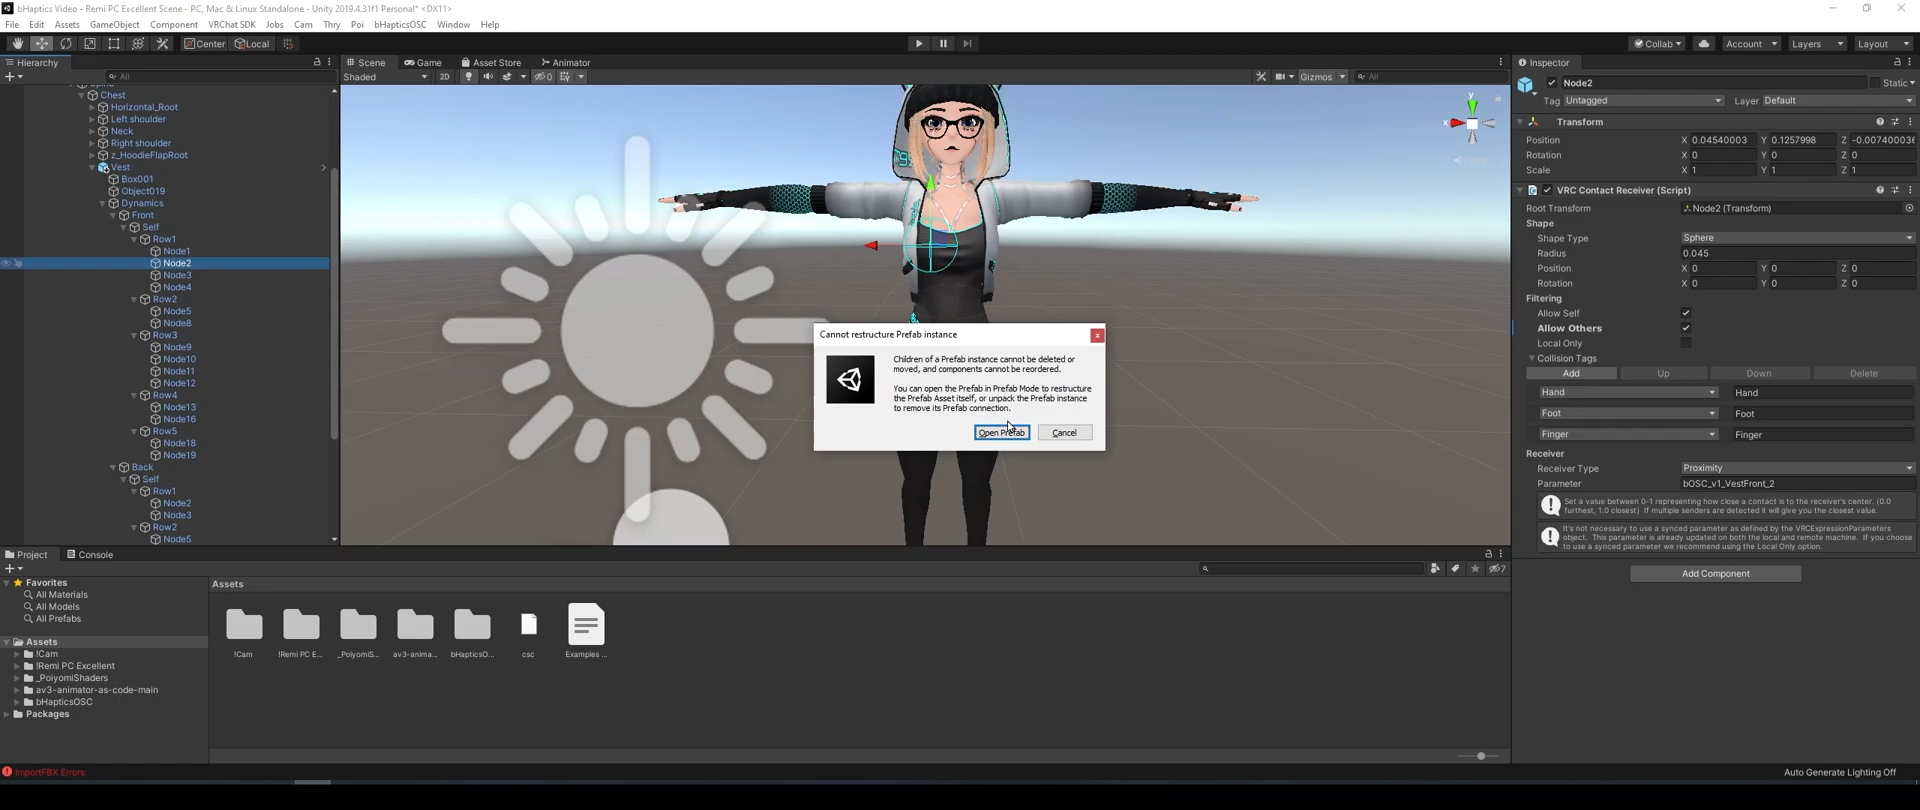 bHaptics Video - Remi PC Excellent Scene - PC, Mac & Linux Standalone - Unity 2019.4.31f1 Personal* <DX11>
File Edit Assets GameObject Component VRChat SDK Jobs Cam Thry Poi bHapticsOSC Window Help
Center Local Collab Account Layers Layout
Hierarchy
All
Chest
Horizontal_Root
Left shoulder
Neck
Right shoulder
z_HoodieFlapRoot
Vest
Box001
Object019
Dynamics
Front
Self
Row1
Node1
Node2
Node3
Node4
Row2
Node5
Node8
Row3
Node9
Node10
Node11
Node12
Row4
Node13
Node16
Row5
Node18
Node19
Back
Self
Row1
Node2
Node3
Row2
Node5
Scene Game Asset Store Animator
Shaded 2D 0 Gizmos All
y
x
Cannot restructure Prefab instance
x
Children of a Prefab instance cannot be deleted or
moved, and components cannot be reordered.
You can open the Prefab in Prefab Mode to restructure
the Prefab Asset itself, or unpack the Prefab instance
to remove its Prefab connection.
Open Prefab Cancel
Inspector
Node2 Static
Tag Untagged Layer Default
Transform
Position X 0.04540003 Y 0.1257998 Z -0.00740003
Rotation X 0 Y 0 Z 0
Scale X 1 Y 1 Z 1
VRC Contact Receiver (Script)
Root Transform Node2 (Transform)
Shape
Shape Type Sphere
Radius 0.045
Position X 0 Y 0 Z 0
Rotation X 0 Y 0 Z 0
Filtering
Allow Self
Allow Others
Local Only
Collision Tags
Add Up Down Delete
Hand Hand
Foot Foot
Finger Finger
Receiver
Receiver Type Proximity
Parameter bOSC_v1_VestFront_2
Set a value between 0-1 representing how close a contact is to the receiver's center. (0.0
furthest, 1.0 closest) If multiple senders are detected it will give you the closest value.
It's not necessary to use a synced parameter as defined by the VRCExpressionParameters
object. This parameter is already updated on both the local and remote machine. If you choose
to use a synced parameter we recommend using the Local Only option.
Add Component
Project Console
7
Favorites
All Materials
All Models
All Prefabs
Assets
!Cam
!Remi PC Excellent
_PoiyomiShaders
av3-animator-as-code-main
bHapticsOSC
Packages
Assets
!Cam !Remi PC E... _PoiyomiS... av3-anima... bHapticsO... csc Examples ...
ImportFBX Errors:
Auto Generate Lighting Off